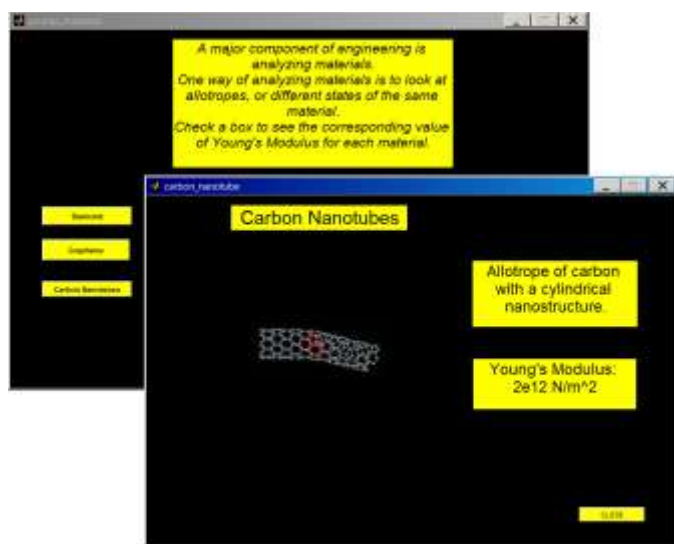 A major component of engineering is
analyzing materials.
One way of analyzing materials is to look at
allotropes, or different states of the same
material.
Check a box to see the corresponding value
of Young's Modulus for each material.
Diamond
Graphene
Carbon Nanotubes
carbon_nanotube
Carbon Nanotubes
Allotrope of carbon
with a cylindrical
nanostructure.
Young's Modulus:
2e12 N/m^2
CLOSE